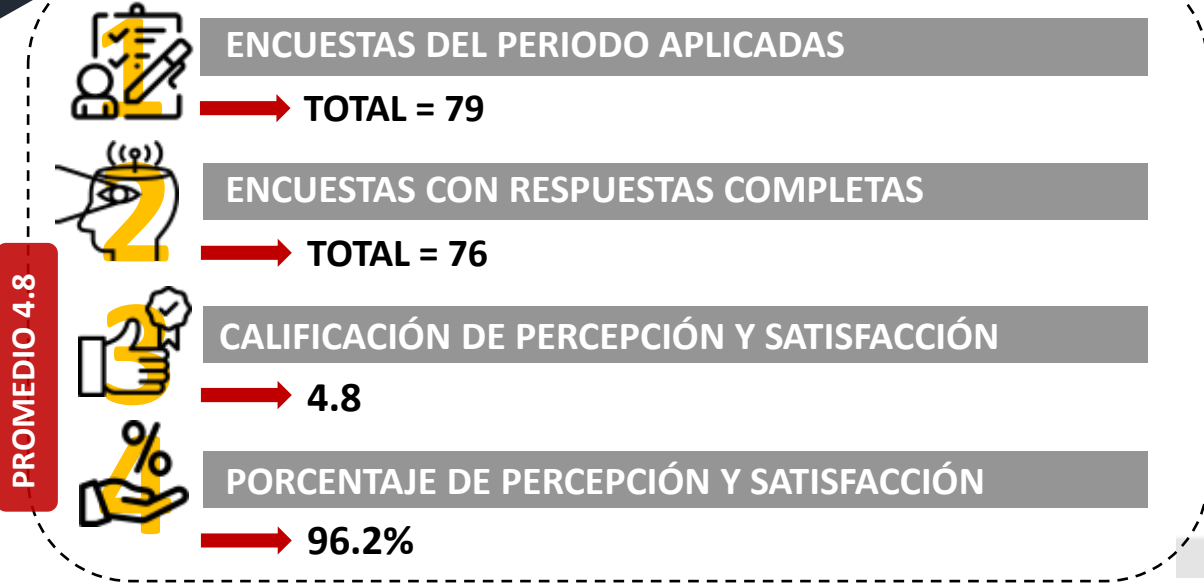 1
ENCUESTAS DEL PERIODO APLICADAS
TOTAL = 79
2
ENCUESTAS CON RESPUESTAS COMPLETAS
TOTAL = 76
PROMEDIO 4.8
3
CALIFICACIÓN DE PERCEPCIÓN Y SATISFACCIÓN
4.8
4
%
PORCENTAJE DE PERCEPCIÓN Y SATISFACCIÓN
96.2%